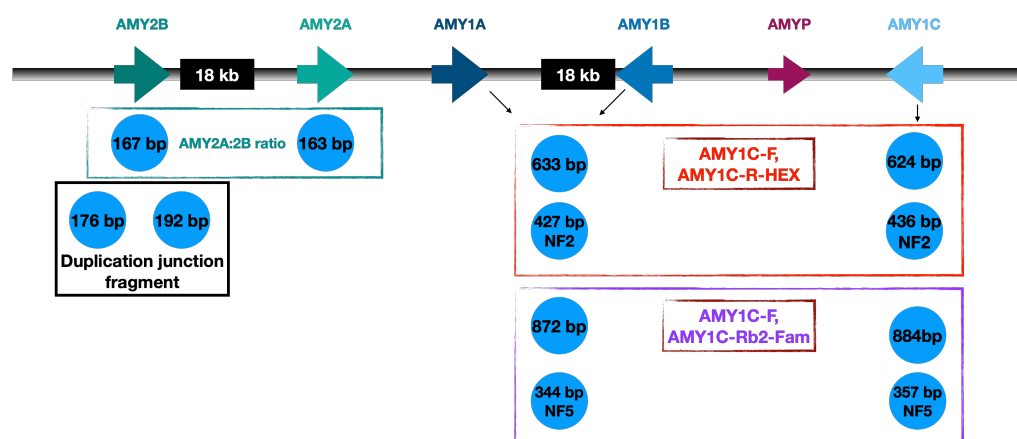 AMY2B AMY2A AMY1A AMY1B AMYP AMY1C
18 kb 18 kb
167 bp AMY2A:2B ratio 163 bp
176 bp 192 bp
Duplication junction
fragment
633 bp
AMY1C-F,
AMY1C-R-HEX
624 bp
427 bp
NF2
436 bp
NF2
872 bp
AMY1C-F,
AMY1C-Rb2-Fam
884bp
344 bp
NF5
357 bp
NF5